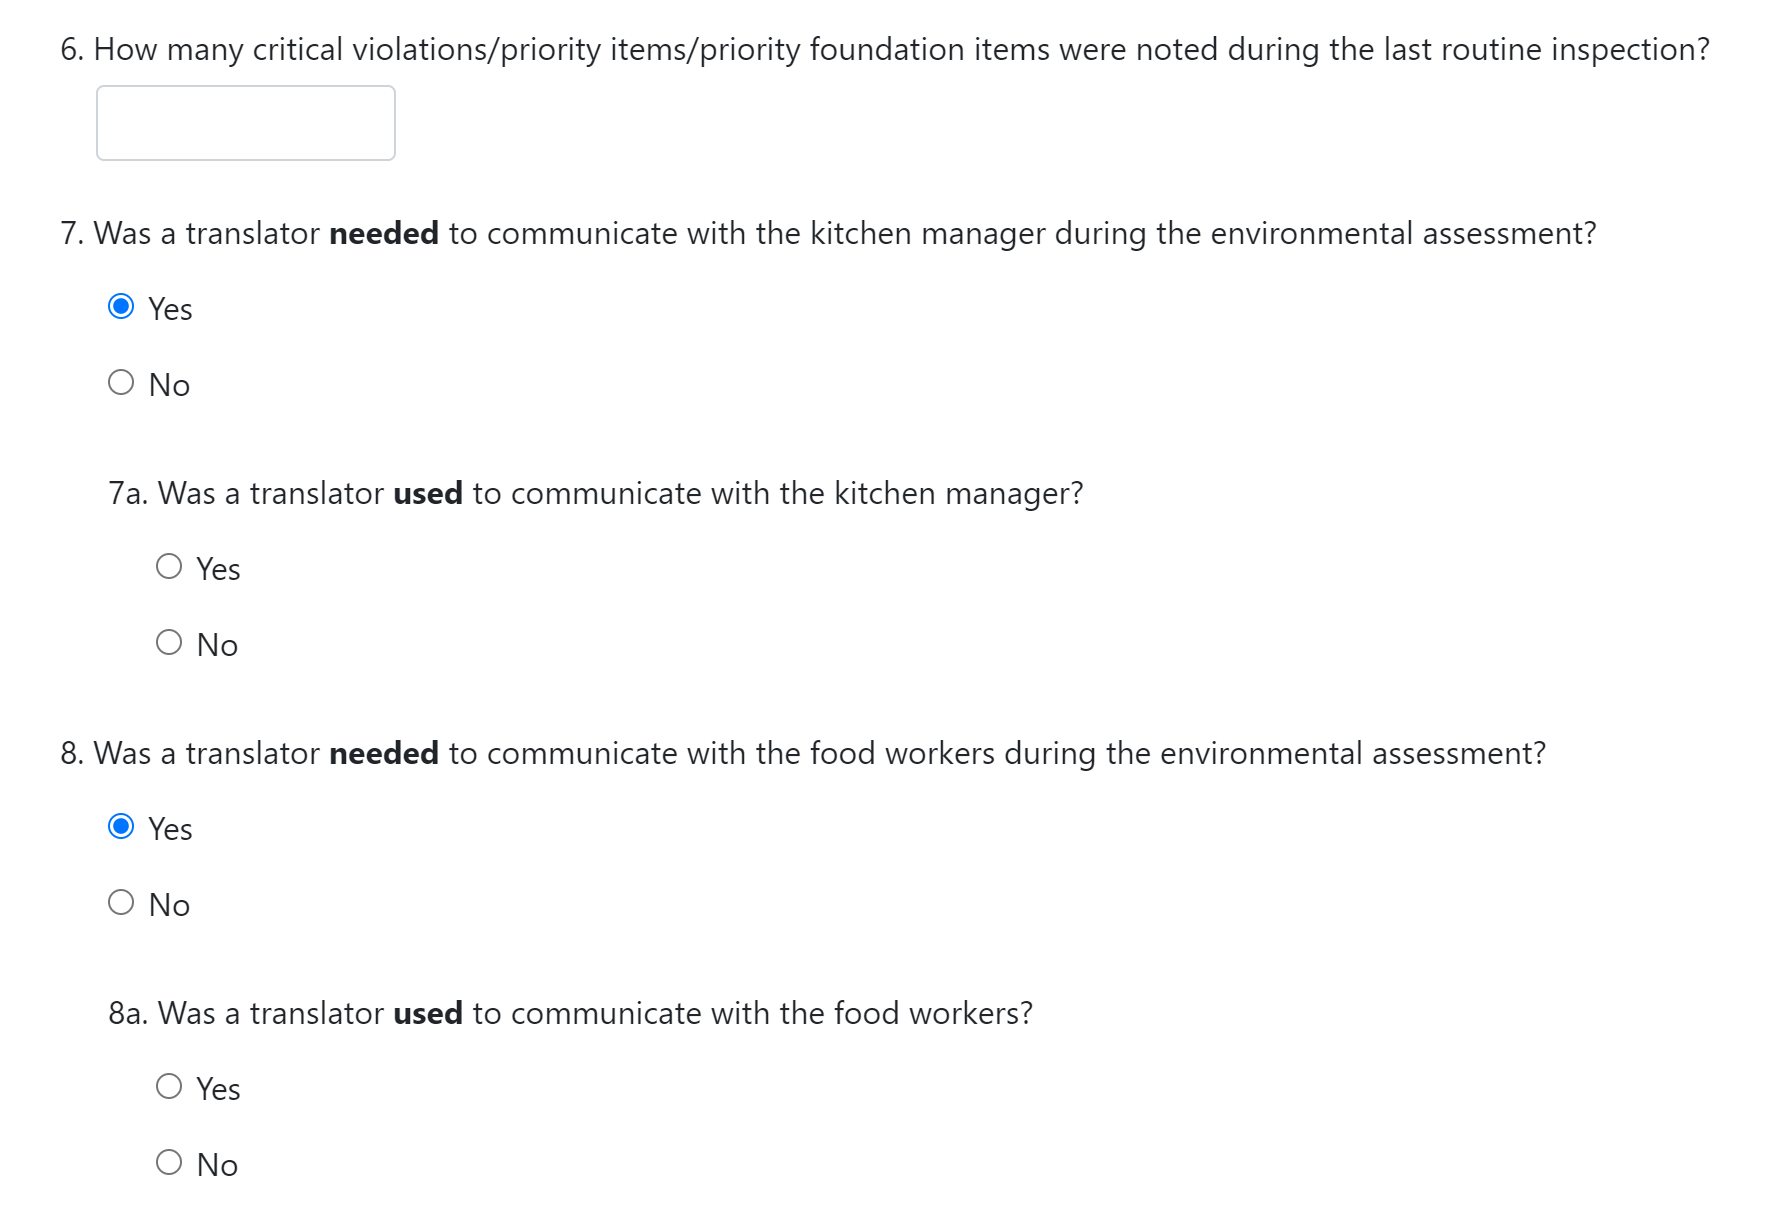 6. How many critical violations/priority items/priority foundation items were noted during the last routine inspection?
7. Was a translator needed to communicate with the kitchen manager during the environmental assessment?
Yes
No
7a. Was a translator used to communicate with the kitchen manager?
Yes
No
8. Was a translator needed to communicate with the food workers during the environmental assessment?
Yes
No
8a. Was a translator used to communicate with the food workers?
Yes
No